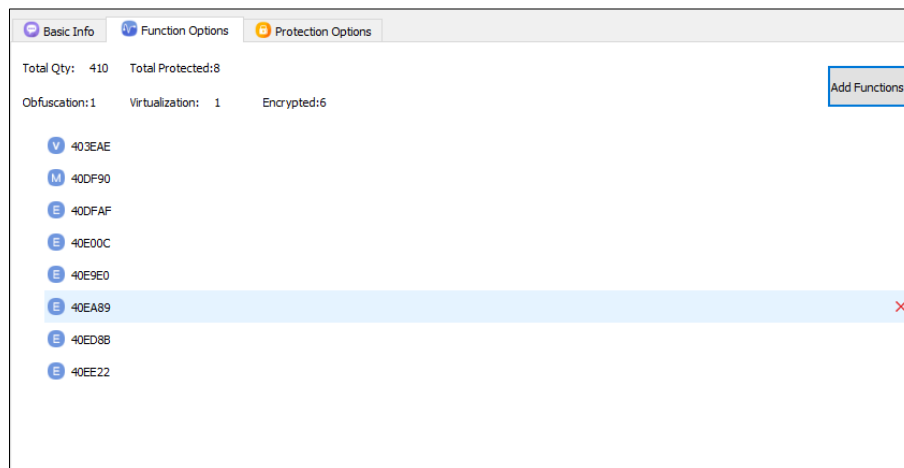 Basic Info Function Options Protection Options
Total Qty: 410 Total Protected:8
Add Functions
Obfuscation:1 Virtualization: 1 Encrypted:6
V 403EAE
M 40DF90
E 40DFAF
E 40E00C
E 40E9E0
E 40EA89
E 40ED8B
E 40EE22